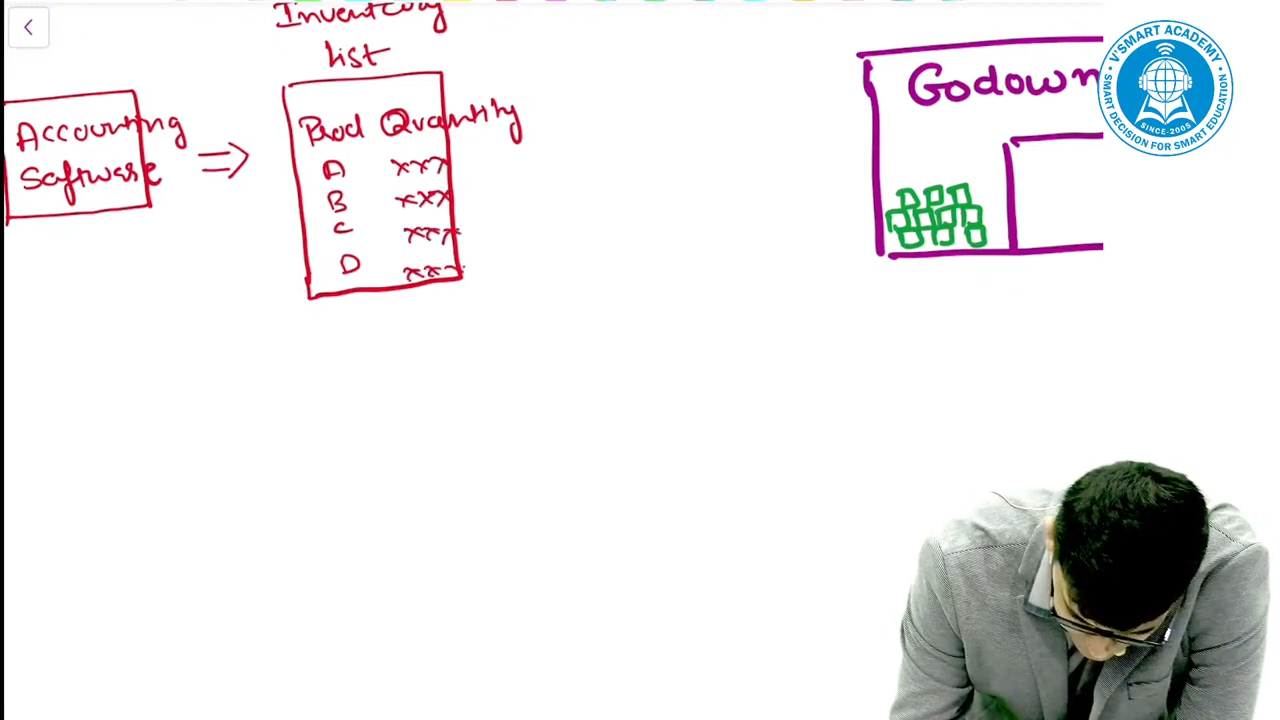 Inventory
list
Accounting
Software
Prod Quantity
A xxx
B xxx
C xxx
D xxx
Godown
V'SMART ACADEMY
SMART DECISION FOR SMART EDUCATION
SINCE-2005